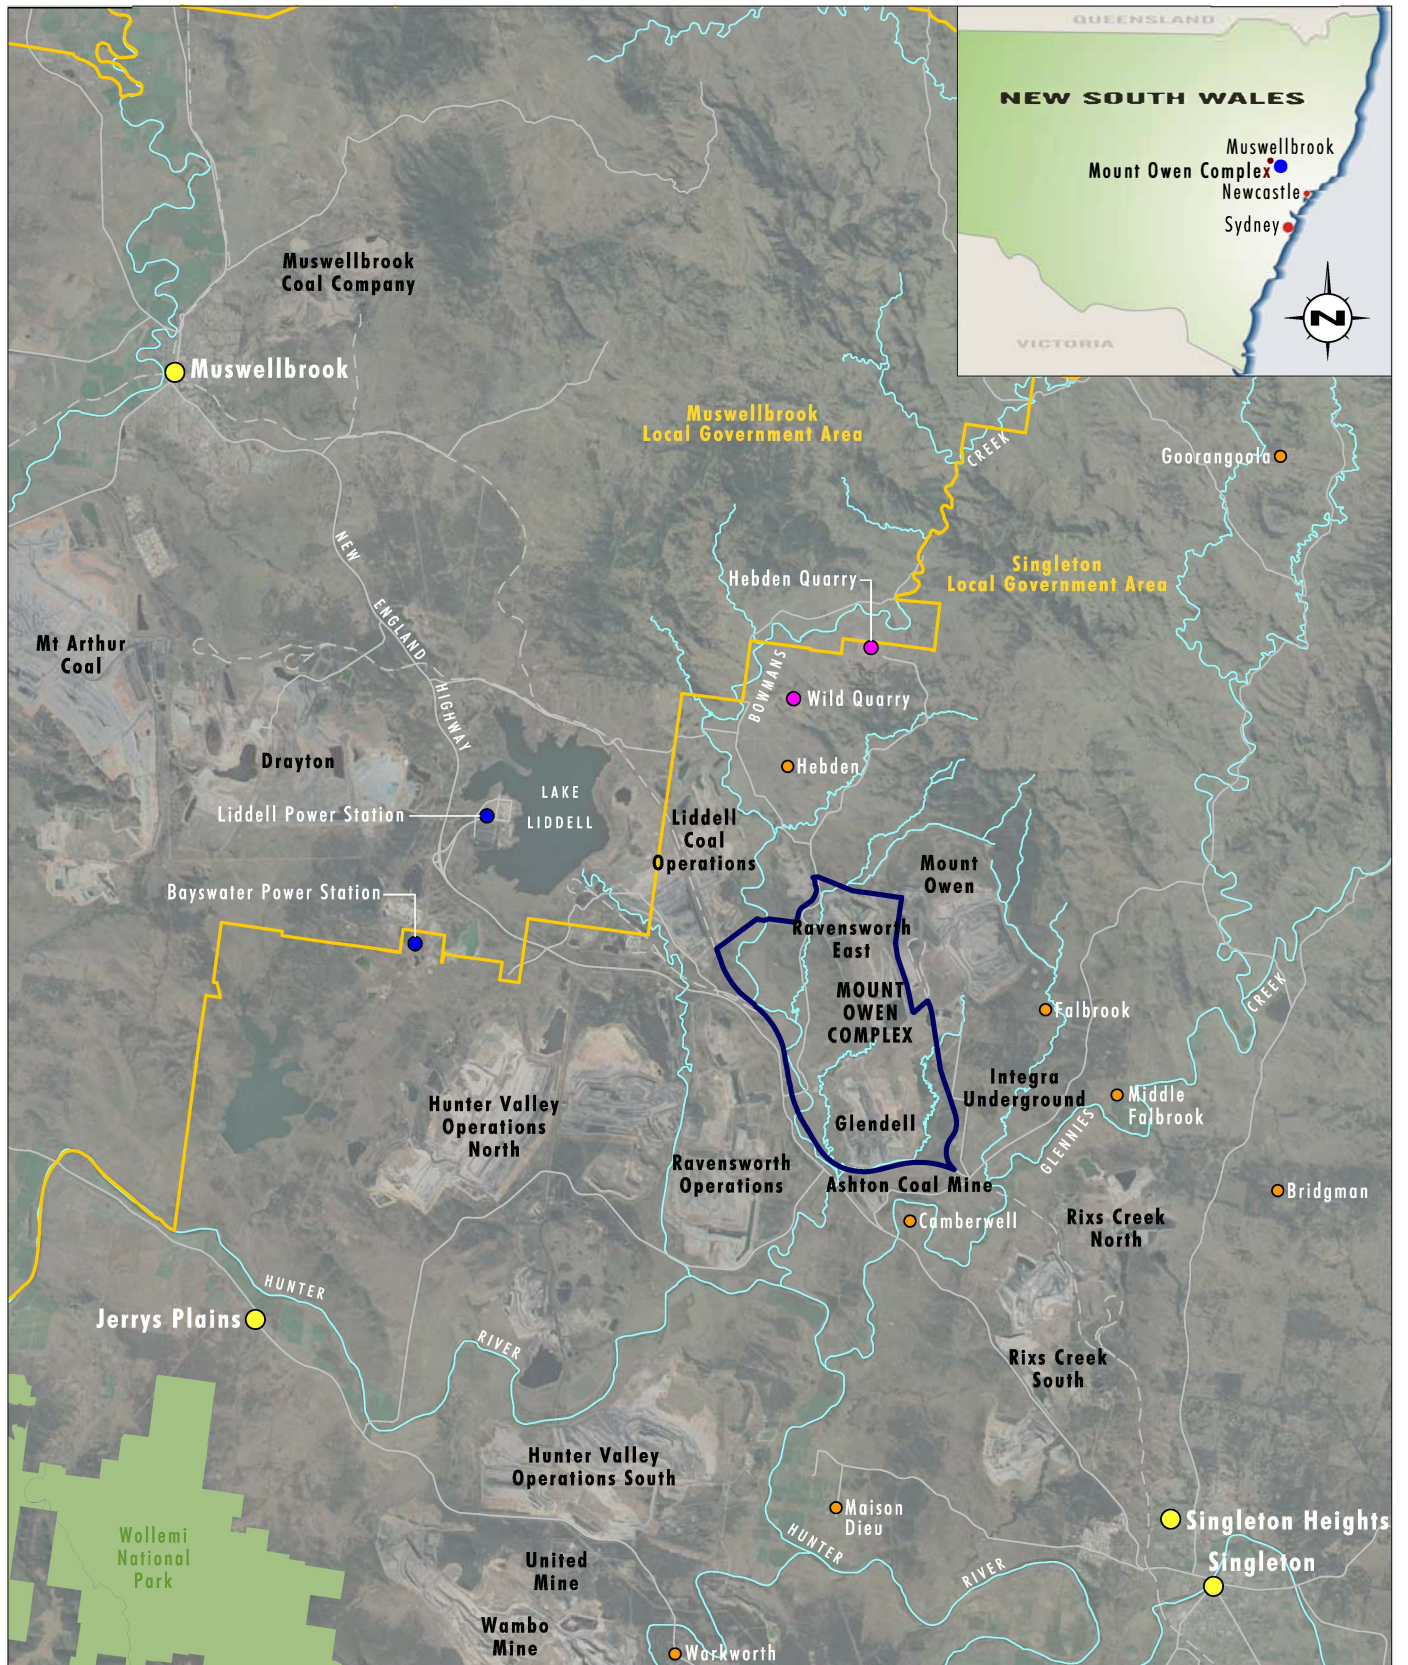 QUEENSLAND
NEW SOUTH WALES
Muswellbrook
Mount Owen Complex
Newcastle
Sydney
VICTORIA
N
Muswellbrook
Coal Company
Muswellbrook
Muswellbrook
Local Government Area
CREEK
Goorangoola
NEW
ENGLAND
HIGHWAY
Hebden Quarry
Singleton
Local Government Area
Mt Arthur
Coal
BOWMANS
Wild Quarry
Drayton
Hebden
LAKE
LIDDELL
Liddell Power Station
Liddell
Coal
Operations
Mount
Owen
Bayswater Power Station
Ravensworth
East
MOUNT
OWEN
COMPLEX
CREEK
Falbrook
Integra
Underground
Middle
Falbrook
Hunter Valley
Operations
North
Glendell
GLENNIES
Ravensworth
Operations
Ashton Coal Mine
Bridgman
Camberwell
Rixs Creek
North
HUNTER
RIVER
Jerrys Plains
Rixs Creek
South
Hunter Valley
Operations South
Maison
Dieu
Singleton Heights
Singleton
HUNTER
RIVER
Wollemi
National
Park
United
Mine
Wambo
Mine
Warkworth